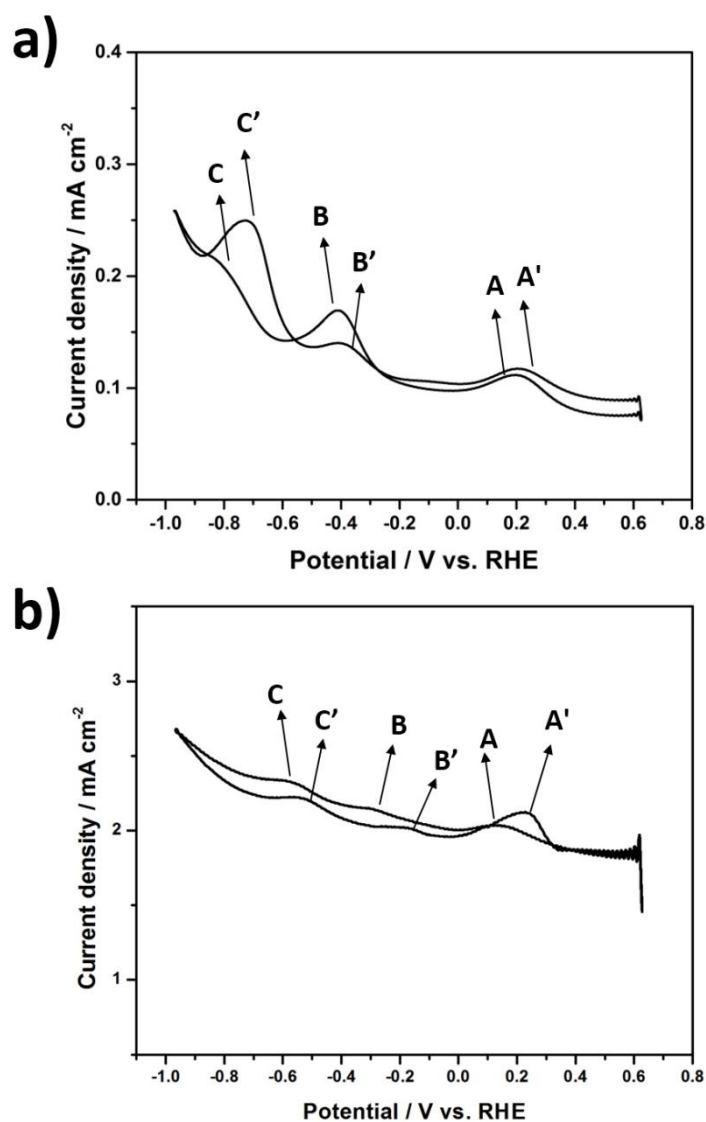 a)
0.4
0.3
0.2
0.1
0.0
Current density / mA cm⁻²
C
C’
B
B’
A
A'
-1.0 -0.8 -0.6 -0.4 -0.2 0.0 0.2 0.4 0.6 0.8
Potential / V vs. RHE
b)
3
2
1
Current density / mA cm⁻²
C
C’
B
B’
A
A'
-1.0 -0.8 -0.6 -0.4 -0.2 0.0 0.2 0.4 0.6 0.8
Potential / V vs. RHE